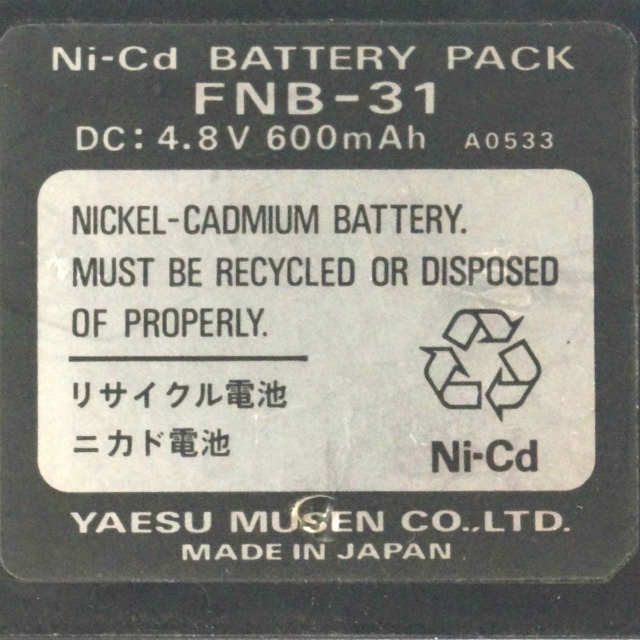 Ni-Cd BATTERY PACK
FNB-31
DC: 4.8V 600mAh A0533
NICKEL-CADMIUM BATTERY.
MUST BE RECYCLED OR DISPOSED
OF PROPERLY.
リサイクル電池
ニカド電池
Ni-Cd
YAESU MUSEN CO.,LTD.
MADE IN JAPAN